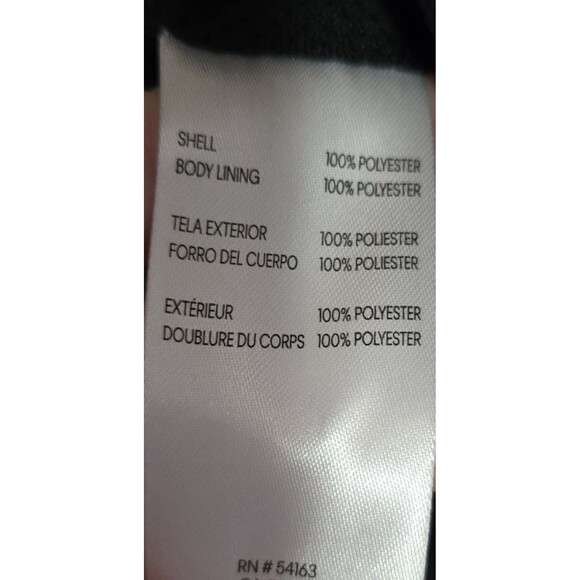 SHELL 100% POLYESTER
BODY LINING 100% POLYESTER
TELA EXTERIOR 100% POLIESTER
FORRO DEL CUERPO 100% POLIESTER
EXTÉRIEUR 100% POLYESTER
DOUBLURE DU CORPS 100% POLYESTER
RN # 54163